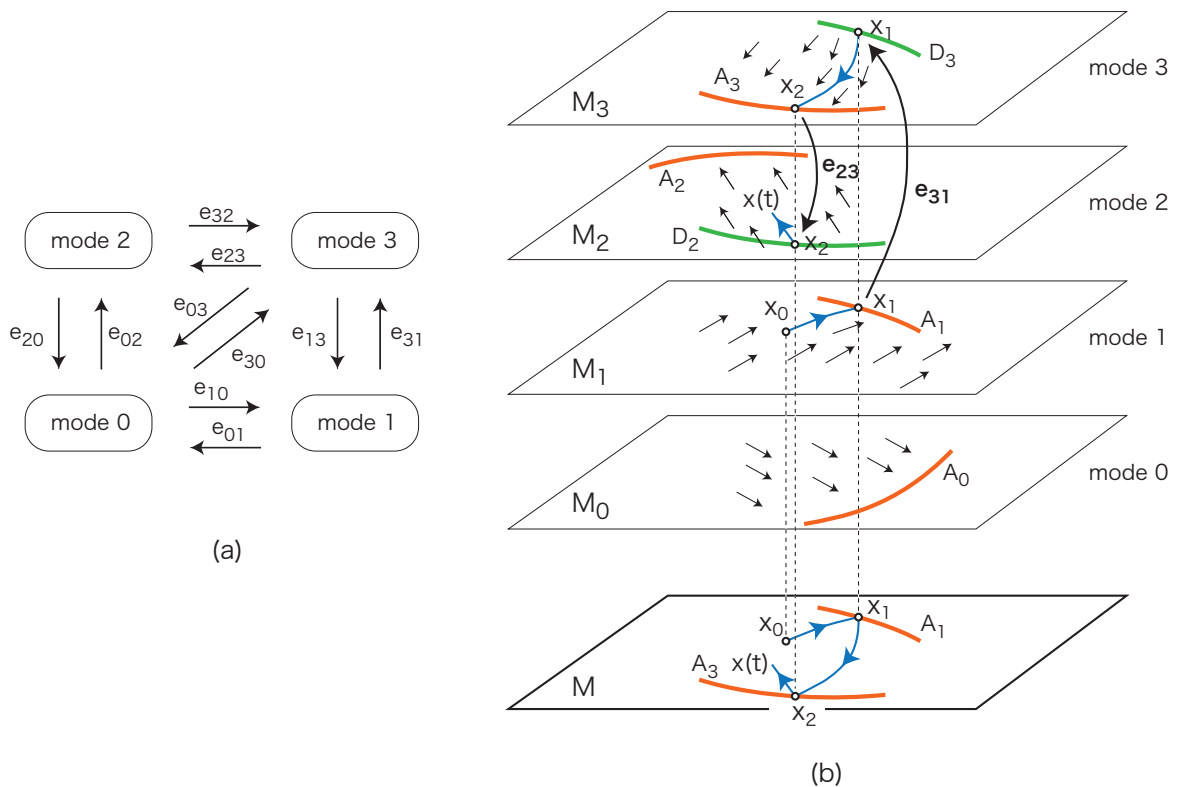 mode 2
e₃₂
e₂₃
mode 3
e₂₀
e₀₂
e₀₃
e₃₀
e₁₃
e₃₁
mode 0
e₁₀
e₀₁
mode 1
(a)
x₁
D₃
A₃
x₂
M₃
mode 3
A₂
x(t)
e₂₃
e₃₁
D₂
x₂
M₂
mode 2
x₀
x₁
A₁
M₁
mode 1
A₀
M₀
mode 0
x₀
x₁
A₁
A₃
x(t)
M
x₂
(b)